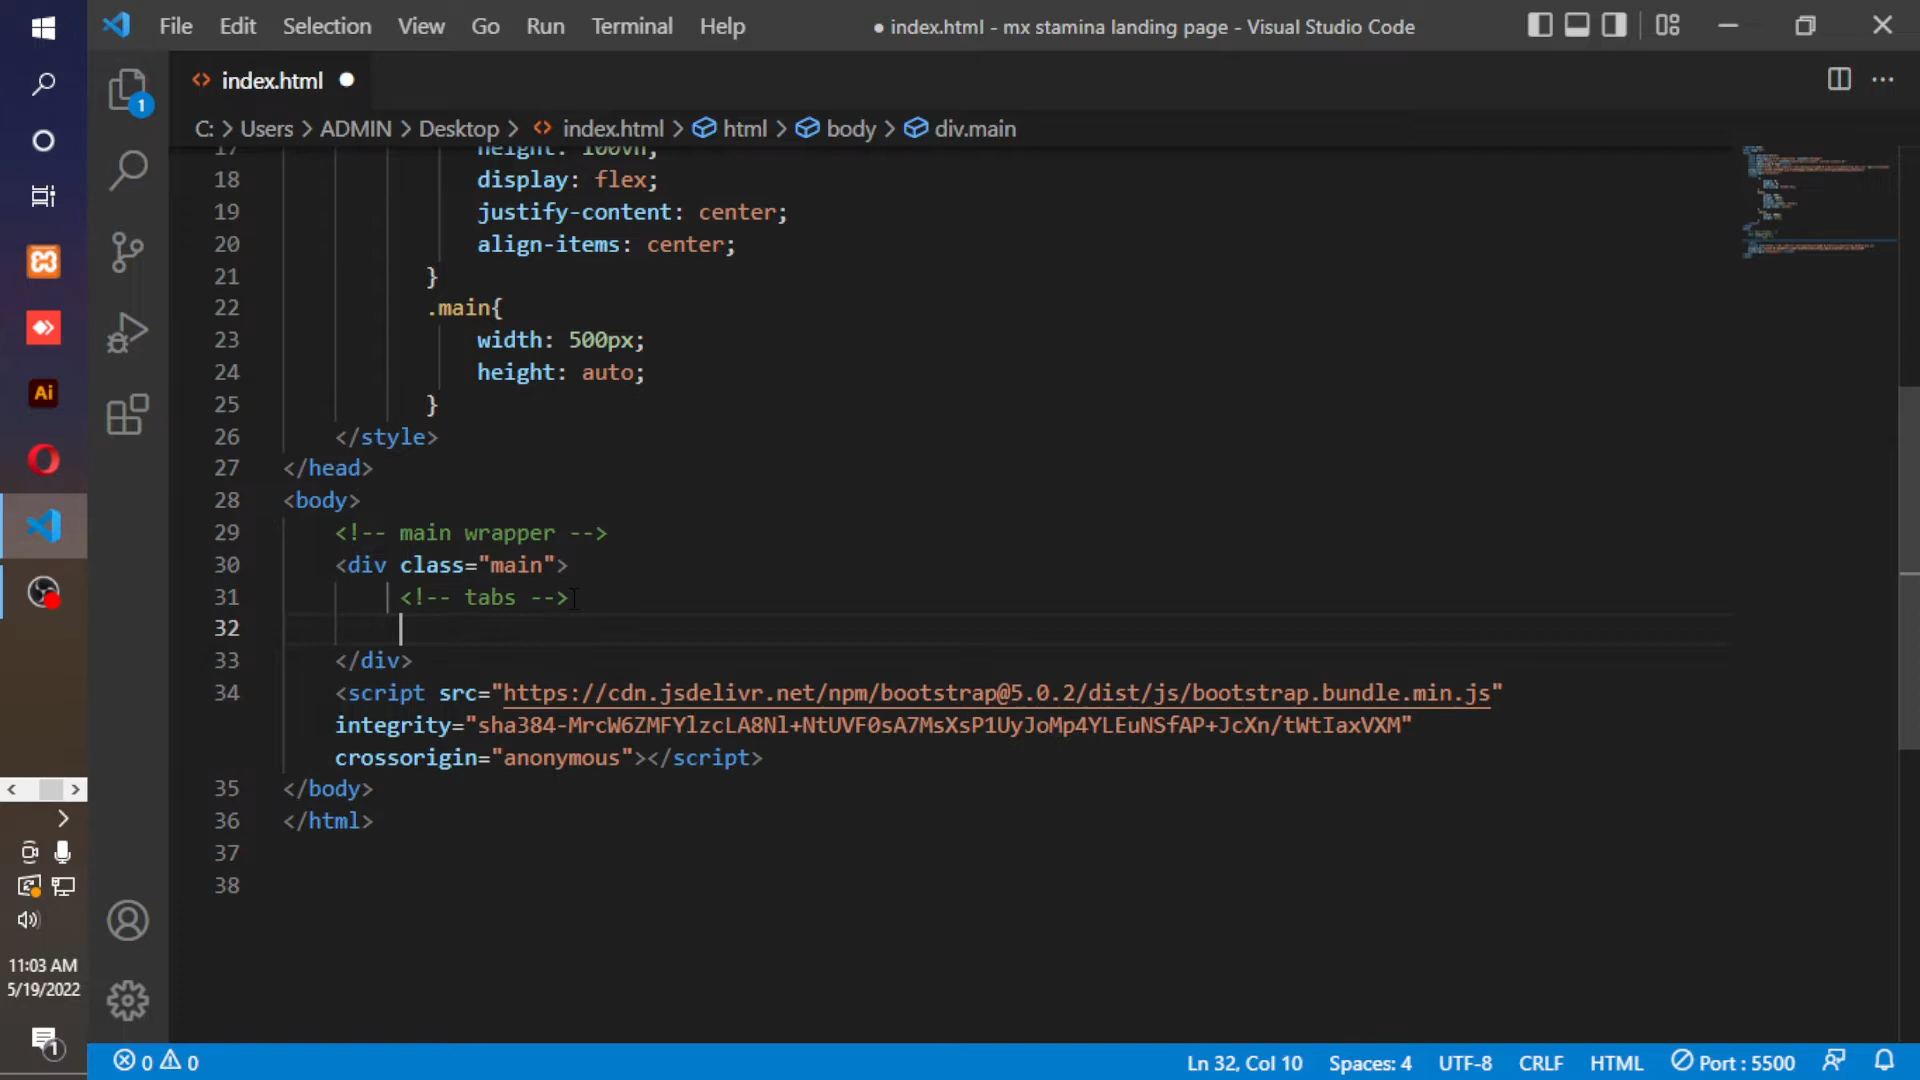 File Edit Selection View Go Run Terminal Help
● index.html - mx stamina landing page - Visual Studio Code
index.html
C: > Users > ADMIN > Desktop > index.html > html > body > div.main
17 height: 100vh;
18 display: flex;
19 justify-content: center;
20 align-items: center;
21 }
22 .main{
23 width: 500px;
24 height: auto;
25 }
26 </style>
27 </head>
28 <body>
29 <!-- main wrapper -->
30 <div class="main">
31 <!-- tabs -->
32
33 </div>
34 <script src="https://cdn.jsdelivr.net/npm/bootstrap@5.0.2/dist/js/bootstrap.bundle.min.js"
integrity="sha384-MrcW6ZMFYlzcLA8Nl+NtUVF0sA7MsXsP1UyJoMp4YLEuNSfAP+JcXn/tWtIaxVXM"
crossorigin="anonymous"></script>
35 </body>
36 </html>
37
38
1
Ai
11:03 AM
5/19/2022
1
0 0
Ln 32, Col 10 Spaces: 4 UTF-8 CRLF HTML Port : 5500